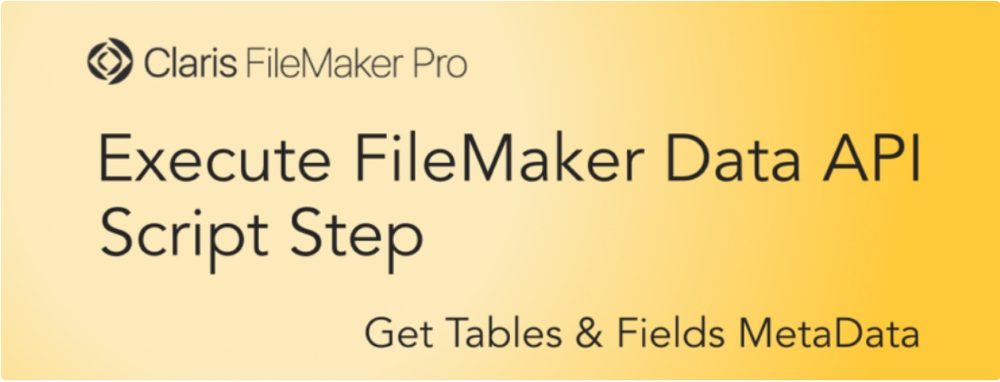 Claris FileMaker Pro
Execute FileMaker Data API
Script Step
Get Tables & Fields MetaData